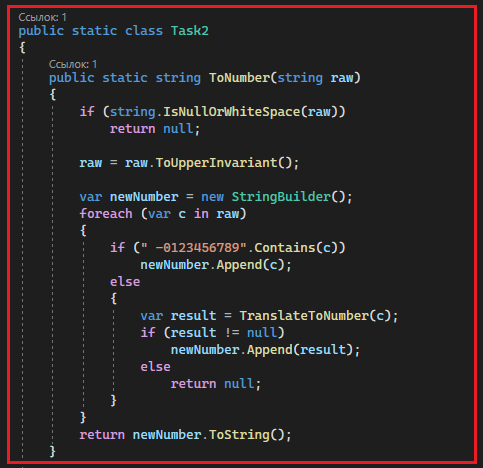 Ссылок: 1
public static class Task2
{
Ссылок: 1
public static string ToNumber(string raw)
{
if (string.IsNullOrWhiteSpace(raw))
return null;
raw = raw.ToUpperInvariant();
var newNumber = new StringBuilder();
foreach (var c in raw)
{
if (" -0123456789".Contains(c))
newNumber.Append(c);
else
{
var result = TranslateToNumber(c);
if (result != null)
newNumber.Append(result);
else
return null;
}
}
return newNumber.ToString();
}